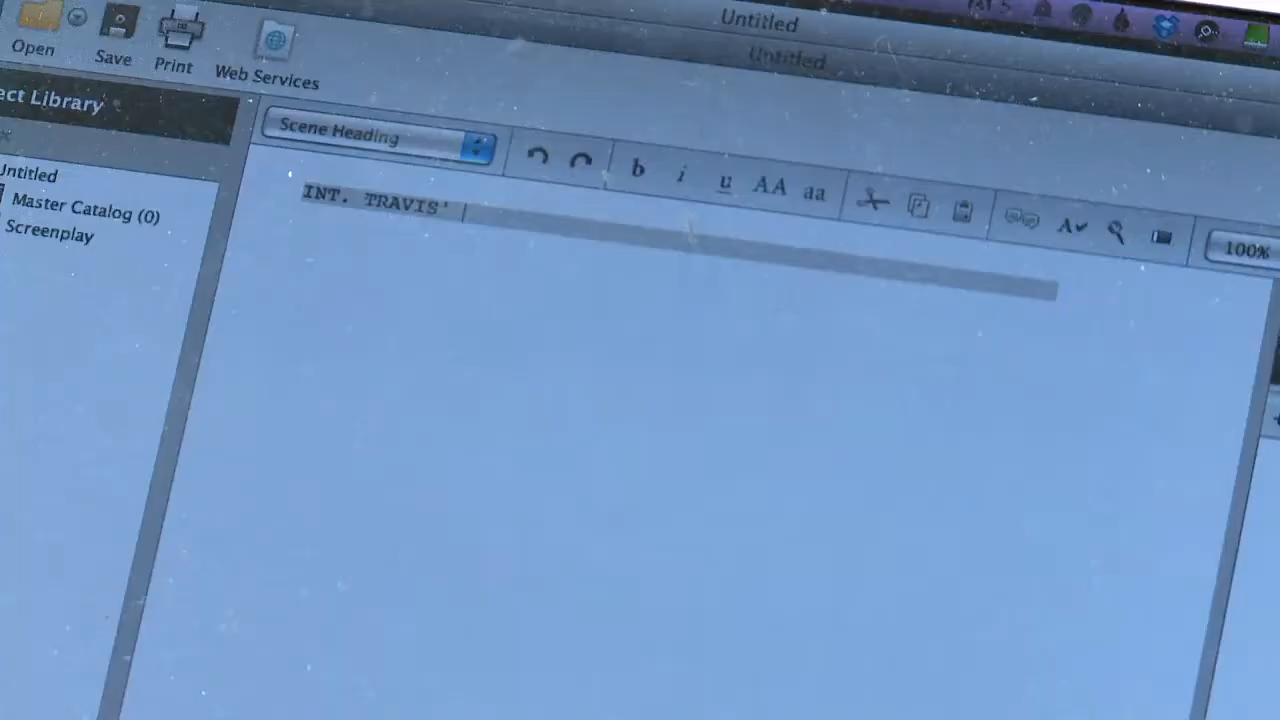 Untitled
Untitled
Open
Save
Print
Web Services
ect Library
Scene Heading
b i u AA aa
A
100%
Untitled
Master Catalog (0)
Screenplay
INT. TRAVIS'